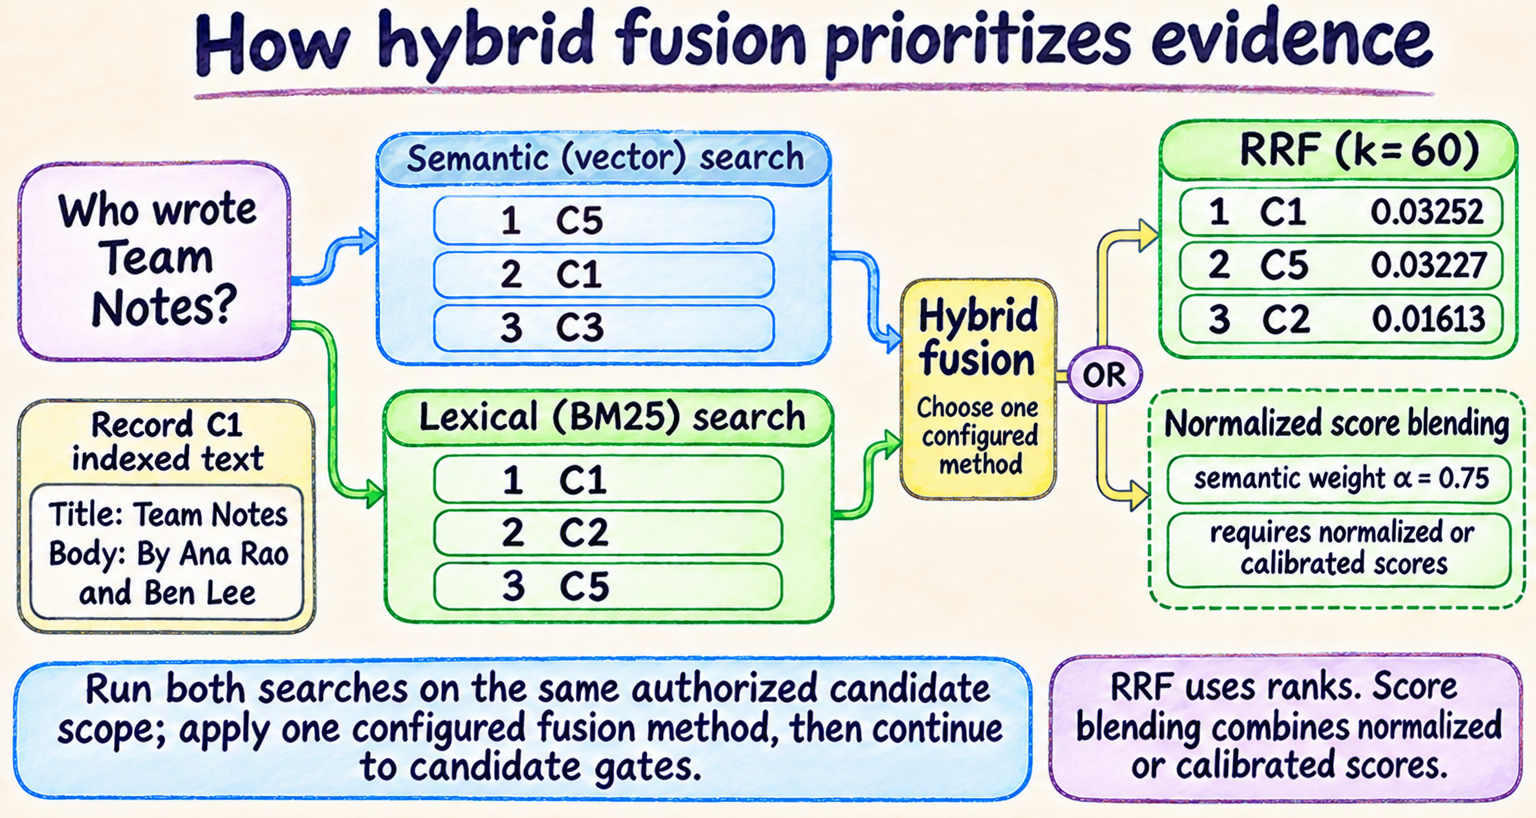 How hybrid fusion prioritizes evidence
Who wrote
Team
Notes?
Record C1
indexed text
Title: Team Notes
Body: By Ana Rao
and Ben Lee
Semantic (vector) search
1 C5
2 C1
3 C3
Lexical (BM25) search
1 C1
2 C2
3 C5
Hybrid
fusion
Choose one
configured
method
OR
RRF (k=60)
1 C1 0.03252
2 C5 0.03227
3 C2 0.01613
Normalized score blending
semantic weight α = 0.75
requires normalized or
calibrated scores
Run both searches on the same authorized candidate
scope; apply one configured fusion method, then continue
to candidate gates.
RRF uses ranks. Score
blending combines normalized
or calibrated scores.